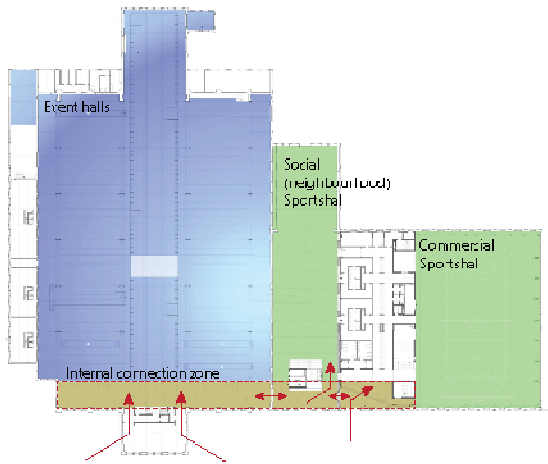 Event halls
Social
(neighbourhood)
Sportshal
Commercial
Sportshal
Internal connection zone